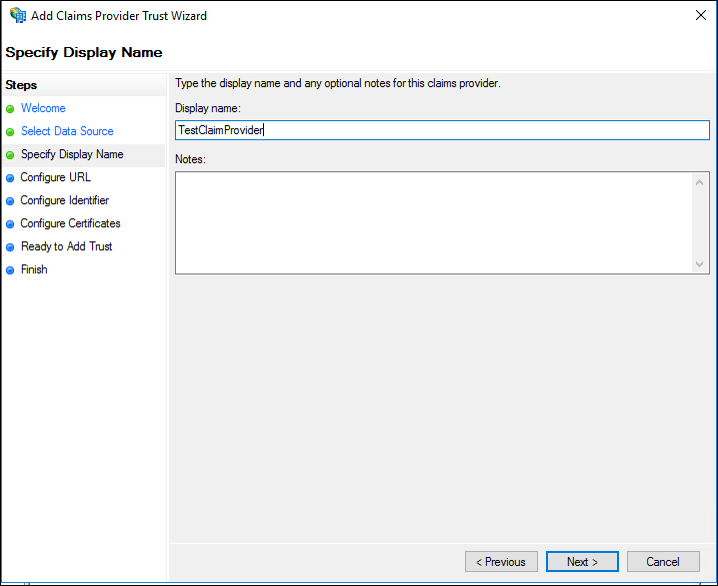 Add Claims Provider Trust Wizard
Specify Display Name
Steps
Welcome
Select Data Source
Specify Display Name
Configure URL
Configure Identifier
Configure Certificates
Ready to Add Trust
Finish
Type the display name and any optional notes for this claims provider.
Display name:
TestClaimProvider
Notes:
< Previous
Next >
Cancel